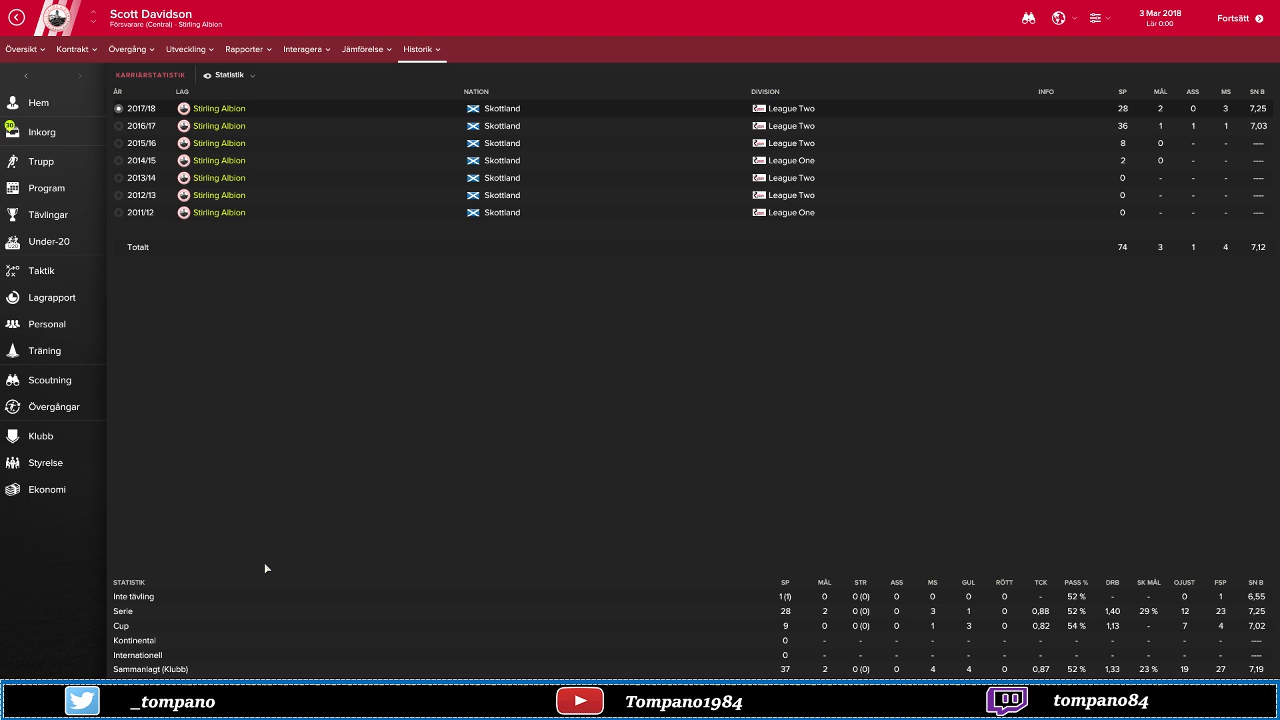 Scott Davidson
Försvarare (Central) - Stirling Albion
3 Mar 2018
Lör 0:00
Fortsätt
Översikt Kontrakt Övergång Utveckling Rapporter Interagera Jämförelse Historik
KARRIÄRSTATISTIK Statistik
ÅR LAG NATION DIVISION INFO SP MÅL ASS MS SN B
2017/18 Stirling Albion Skottland League Two 28 2 0 3 7,25
2016/17 Stirling Albion Skottland League Two 36 1 1 1 7,03
2015/16 Stirling Albion Skottland League Two 8 0 - - ----
2014/15 Stirling Albion Skottland League One 2 0 - - ----
2013/14 Stirling Albion Skottland League Two 0 - - - ----
2012/13 Stirling Albion Skottland League Two 0 - - - ----
2011/12 Stirling Albion Skottland League One 0 - - - ----
Totalt 74 3 1 4 7,12
Hem
Inkorg
Trupp
Program
Tävlingar
Under-20
Taktik
Lagrapport
Personal
Träning
Scoutning
Övergångar
Klubb
Styrelse
Ekonomi
STATISTIK SP MÅL STR ASS MS GUL RÖTT TCK PASS % DRB SK MÅL OJUST FSP SN B
Inte tävling 1 (1) 0 0 (0) 0 0 0 0 - 52 % - - 0 1 6,55
Serie 28 2 0 (0) 0 3 1 0 0,88 52 % 1,40 29 % 12 23 7,25
Cup 9 0 0 (0) 0 1 3 0 0,82 54 % 1,13 - 7 4 7,02
Kontinental 0 - - - - - - - - - - - - ----
Internationell 0 - - - - - - - - - - - - ----
Sammanlagt (Klubb) 37 2 0 (0) 0 4 4 0 0,87 52 % 1,33 23 % 19 27 7,19
_tompano
Tompano1984
tompano84